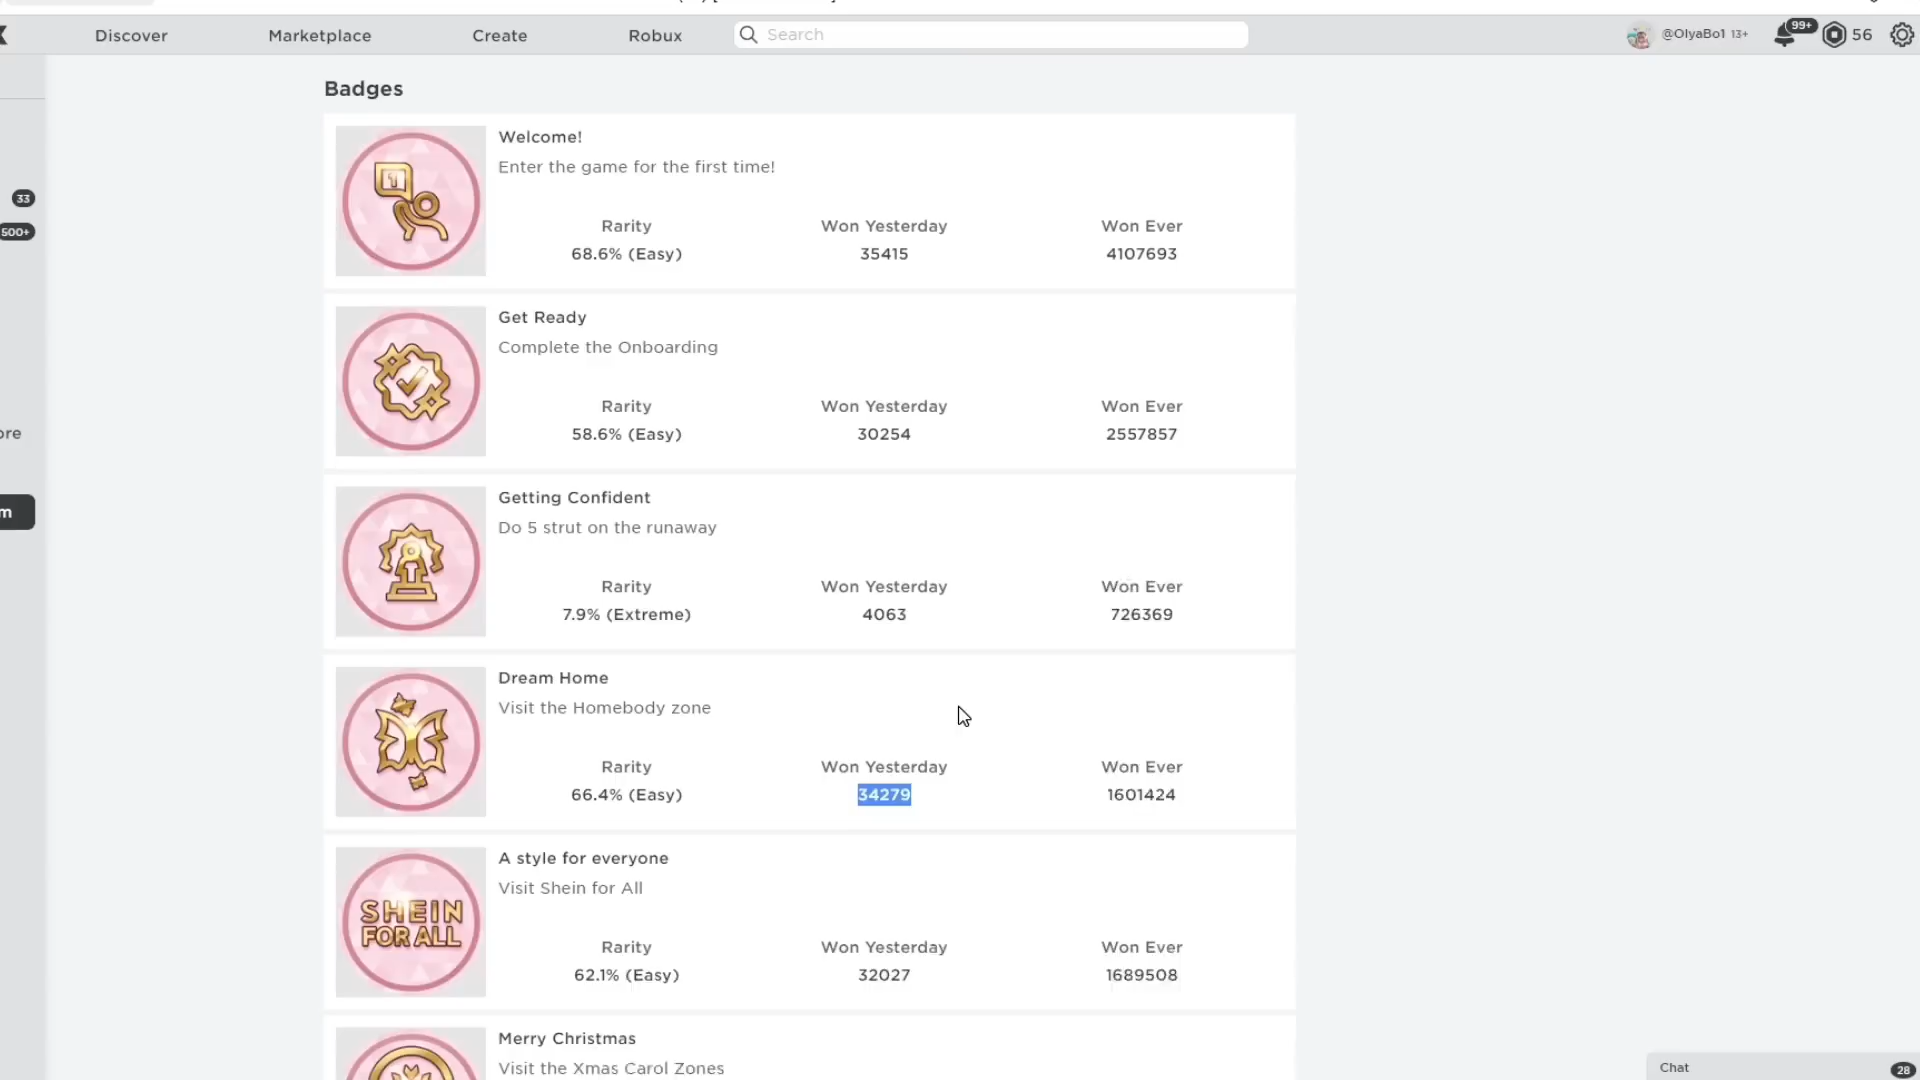 Discover Marketplace Create Robux Search @OlyaBo1 13+ 99+ 56
Badges
Welcome!
Enter the game for the first time!
Rarity Won Yesterday Won Ever
68.6% (Easy) 35415 4107693
33
500+
Get Ready
Complete the Onboarding
Rarity Won Yesterday Won Ever
58.6% (Easy) 30254 2557857
ore
Getting Confident
m
Do 5 strut on the runaway
Rarity Won Yesterday Won Ever
7.9% (Extreme) 4063 726369
Dream Home
Visit the Homebody zone
Rarity Won Yesterday Won Ever
66.4% (Easy) 34279 1601424
A style for everyone
Visit Shein for All
SHEIN
FOR ALL
Rarity Won Yesterday Won Ever
62.1% (Easy) 32027 1689508
Merry Christmas
Visit the Xmas Carol Zones
Chat 28